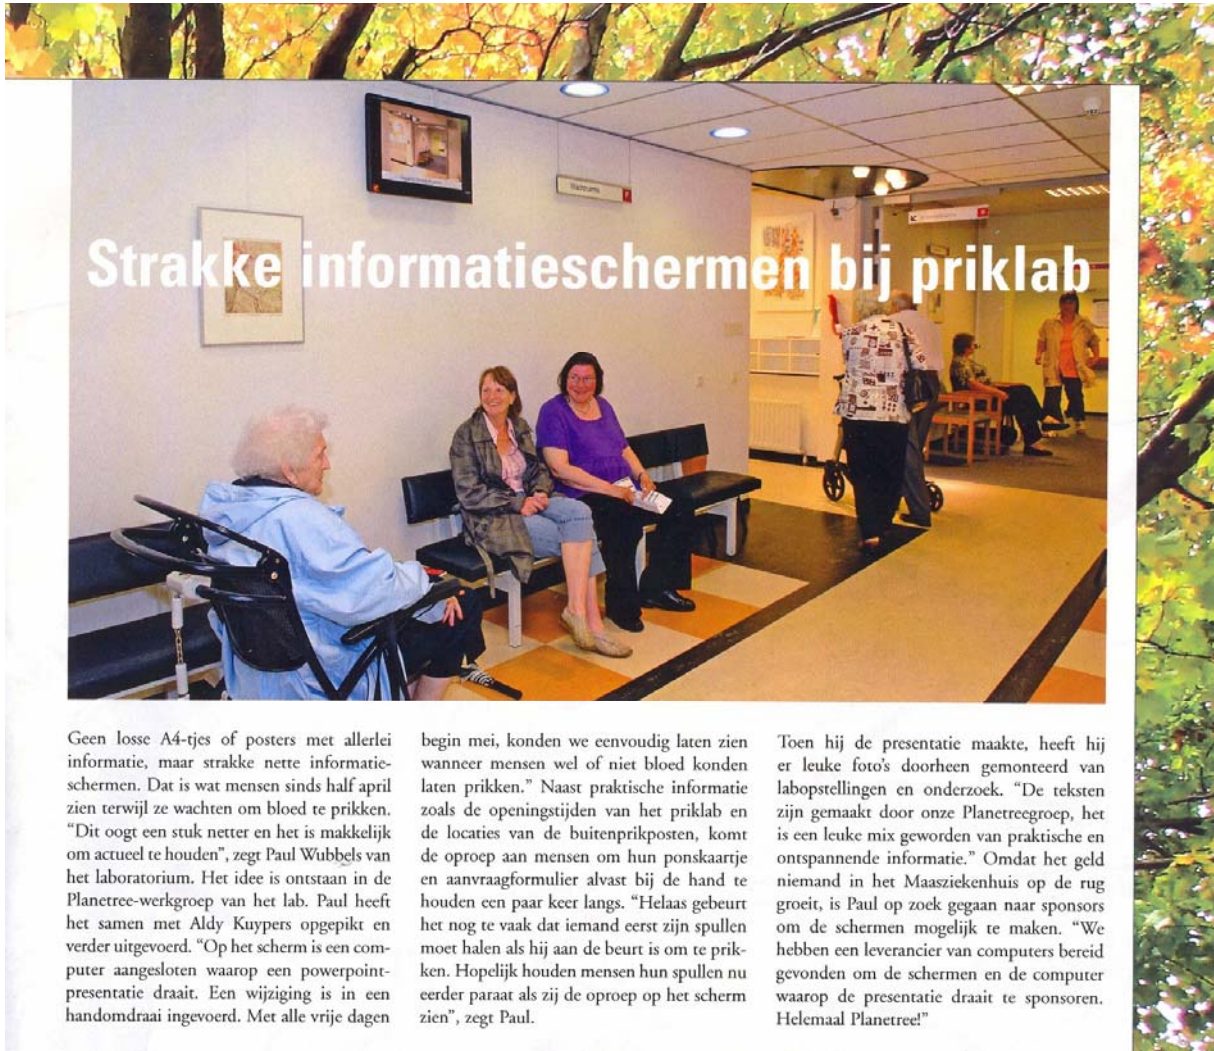 Wachtruimte
Strakke informatieschermen bij priklab
Geen losse A4-tjes of posters met allerlei
informatie, maar strakke nette informatie-
schermen. Dat is wat mensen sinds half april
zien terwijl ze wachten om bloed te prikken.
“Dit oogt een stuk netter en het is makkelijk
om actueel te houden”, zegt Paul Wubbels van
het laboratorium. Het idee is ontstaan in de
Planetree-werkgroep van het lab. Paul heeft
het samen met Aldy Kuypers opgepikt en
verder uitgevoerd. “Op het scherm is een com-
puter aangesloten waarop een powerpoint-
presentatie draait. Een wijziging is in een
handomdraai ingevoerd. Met alle vrije dagen
begin mei, konden we eenvoudig laten zien
wanneer mensen wel of niet bloed konden
laten prikken.” Naast praktische informatie
zoals de openingstijden van het priklab en
de locaties van de buitenprikposten, komt
de oproep aan mensen om hun ponskaartje
en aanvraagformulier alvast bij de hand te
houden een paar keer langs. “Helaas gebeurt
het nog te vaak dat iemand eerst zijn spullen
moet halen als hij aan de beurt is om te prik-
ken. Hopelijk houden mensen hun spullen nu
eerder paraat als zij de oproep op het scherm
zien”, zegt Paul.
Toen hij de presentatie maakte, heeft hij
er leuke foto’s doorheen gemonteerd van
labopstellingen en onderzoek. “De teksten
zijn gemaakt door onze Planetreegroep, het
is een leuke mix geworden van praktische en
ontspannende informatie.” Omdat het geld
niemand in het Maasziekenhuis op de rug
groeit, is Paul op zoek gegaan naar sponsors
om de schermen mogelijk te maken. “We
hebben een leverancier van computers bereid
gevonden om de schermen en de computer
waarop de presentatie draait te sponsoren.
Helemaal Planetree!”